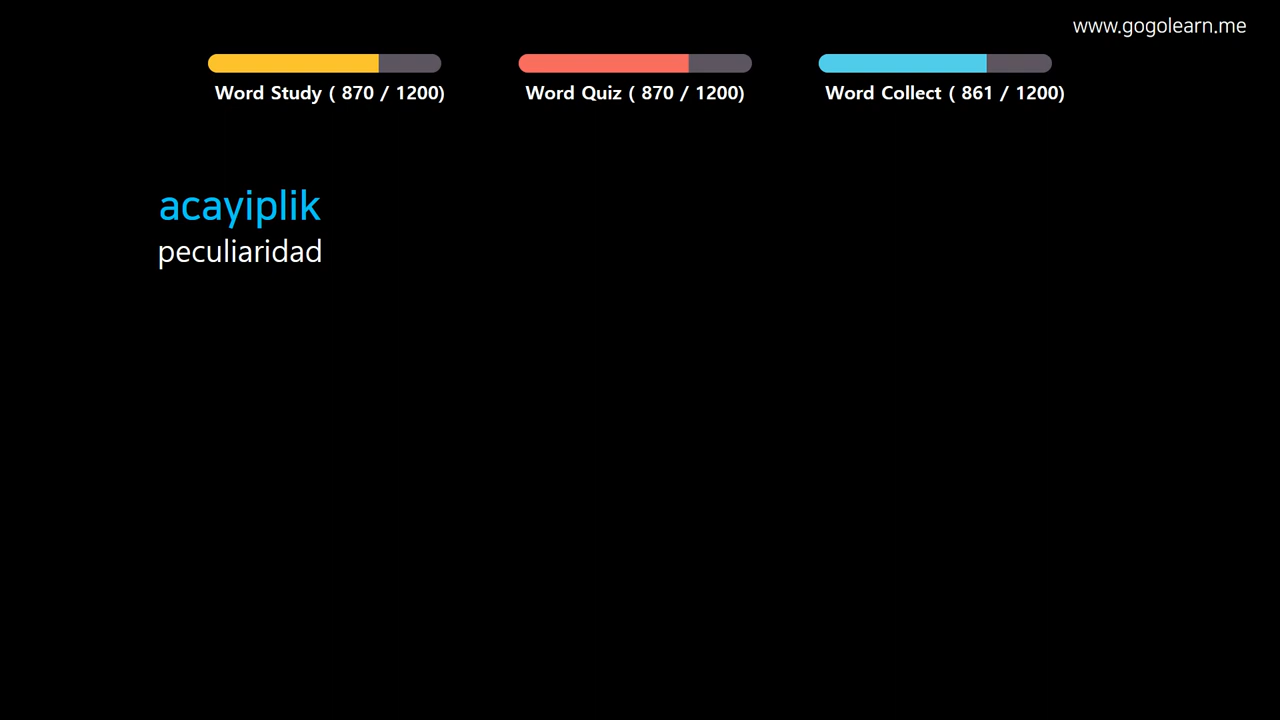 www.gogolearn.me
Word Study ( 870 / 1200)
Word Quiz ( 870 / 1200)
Word Collect ( 861 / 1200)
acayiplik
peculiaridad